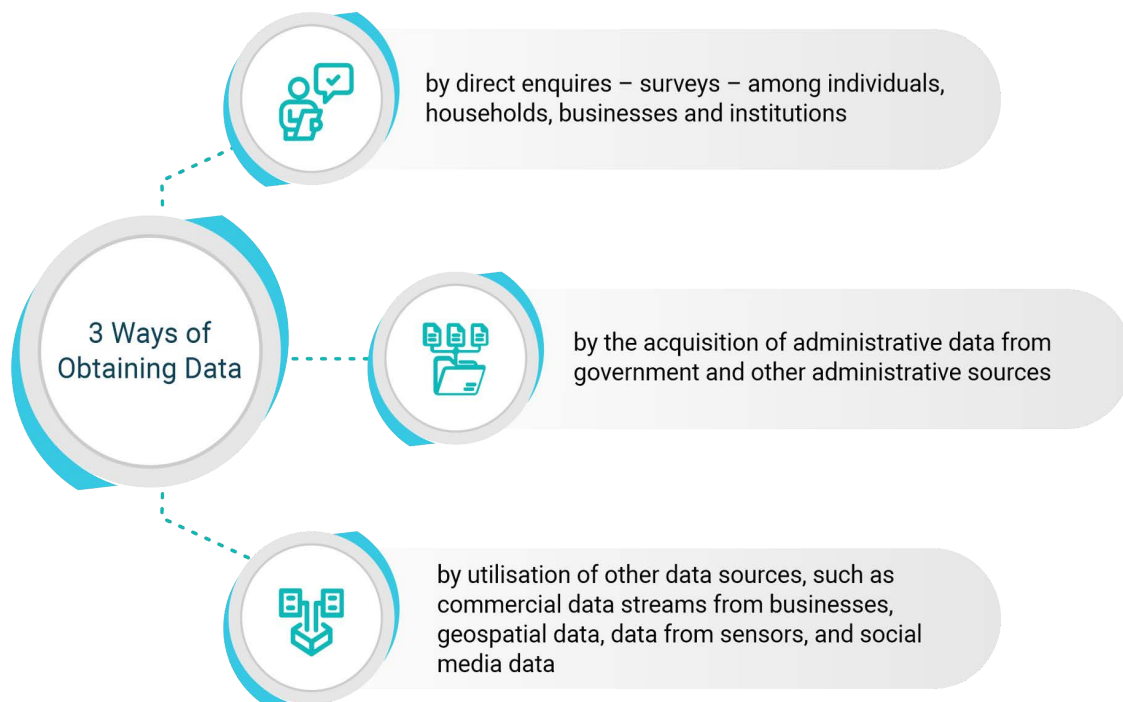 by direct enquires – surveys – among individuals,
households, businesses and institutions
3 Ways of
Obtaining Data
by the acquisition of administrative data from
government and other administrative sources
by utilisation of other data sources, such as
commercial data streams from businesses,
geospatial data, data from sensors, and social
media data